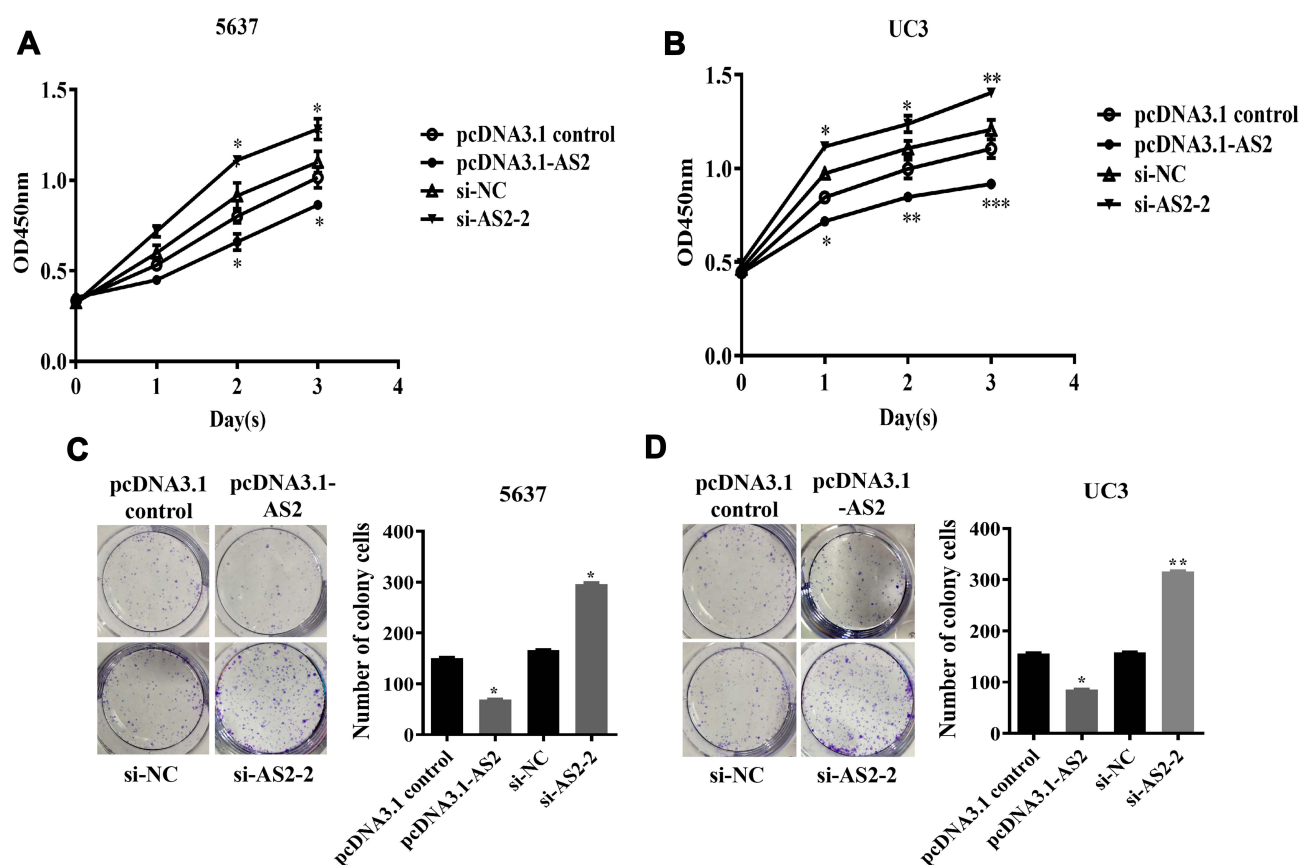 A
5637
1.5
1.0
0.5
0.0
OD450nm
0
1
2
3
4
Day(s)
*
*
*
*
pcDNA3.1 control
pcDNA3.1-AS2
si-NC
si-AS2-2
B
UC3
1.5
1.0
0.5
0.0
OD450nm
0
1
2
3
4
Day(s)
*
*
**
*
**
***
pcDNA3.1 control
pcDNA3.1-AS2
si-NC
si-AS2-2
C
pcDNA3.1
control
pcDNA3.1-
AS2
si-NC
si-AS2-2
5637
Number of colony cells
400
300
200
100
0
*
*
pcDNA3.1 control
pcDNA3.1-AS2
si-NC
si-AS2-2
D
pcDNA3.1
control
pcDNA3.1
-AS2
si-NC
si-AS2-2
UC3
Number of colony cells
400
300
200
100
0
*
**
pcDNA3.1 control
pcDNA3.1-AS2
si-NC
si-AS2-2